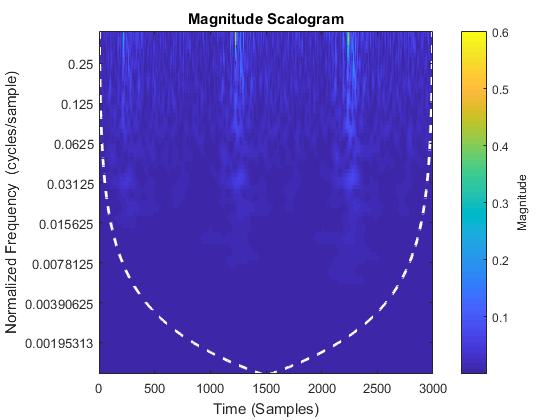 Magnitude Scalogram
Normalized Frequency (cycles/sample)
0.25
0.125
0.0625
0.03125
0.015625
0.0078125
0.00390625
0.00195313
0 500 1000 1500 2000 2500 3000
Time (Samples)
0.6
0.5
0.4
0.3
0.2
0.1
Magnitude